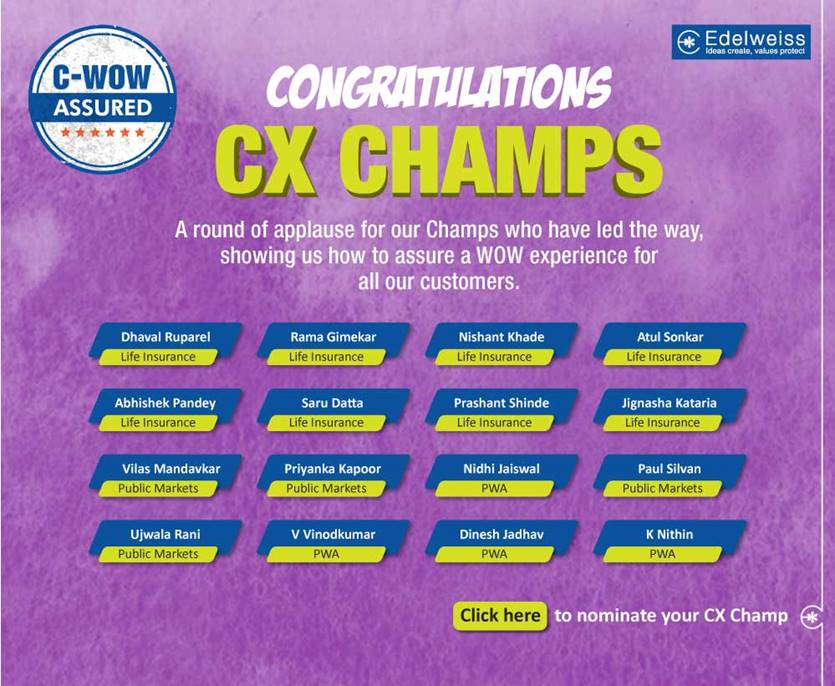 C-WOW
ASSURED
Edelweiss
Ideas create, values protect
CONGRATULATIONS
CX CHAMPS
A round of applause for our Champs who have led the way,
showing us how to assure a WOW experience for
all our customers.
Dhaval Ruparel
Life Insurance
Rama Gimekar
Life Insurance
Nishant Khade
Life Insurance
Atul Sonkar
Life Insurance
Abhishek Pandey
Life Insurance
Saru Datta
Life Insurance
Prashant Shinde
Life Insurance
Jignasha Kataria
Life Insurance
Vilas Mandavkar
Public Markets
Priyanka Kapoor
Public Markets
Nidhi Jaiswal
PWA
Paul Silvan
Public Markets
Ujwala Rani
Public Markets
V Vinodkumar
PWA
Dinesh Jadhav
PWA
K Nithin
PWA
Click here to nominate your CX Champ